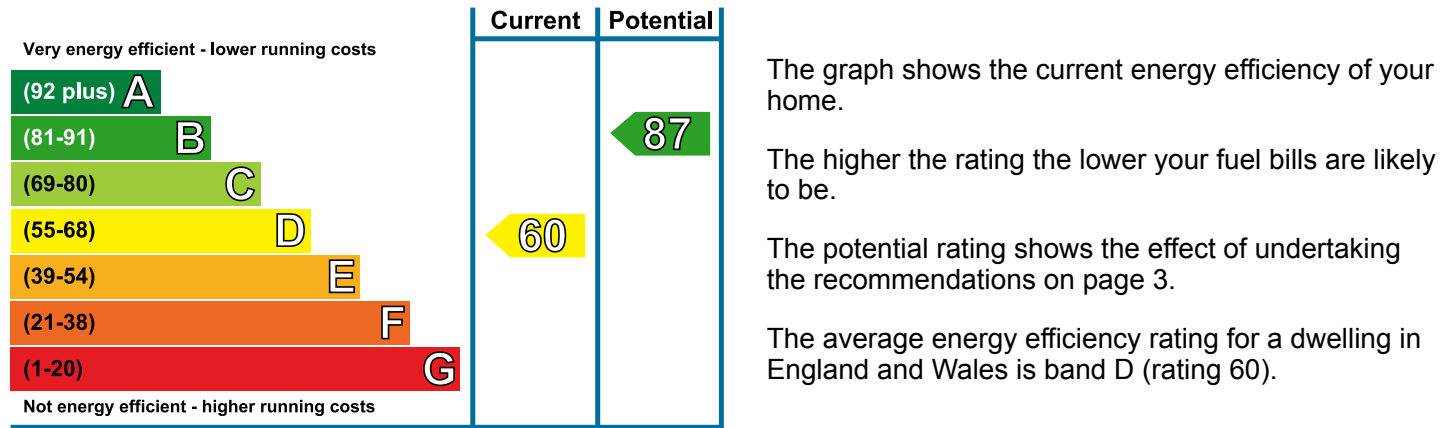 Current Potential
Very energy efficient - lower running costs
(92 plus) A
(81-91) B
(69-80) C
(55-68) D
(39-54) E
(21-38) F
(1-20) G
Not energy efficient - higher running costs
87
60
The graph shows the current energy efficiency of your
home.
The higher the rating the lower your fuel bills are likely
to be.
The potential rating shows the effect of undertaking
the recommendations on page 3.
The average energy efficiency rating for a dwelling in
England and Wales is band D (rating 60).